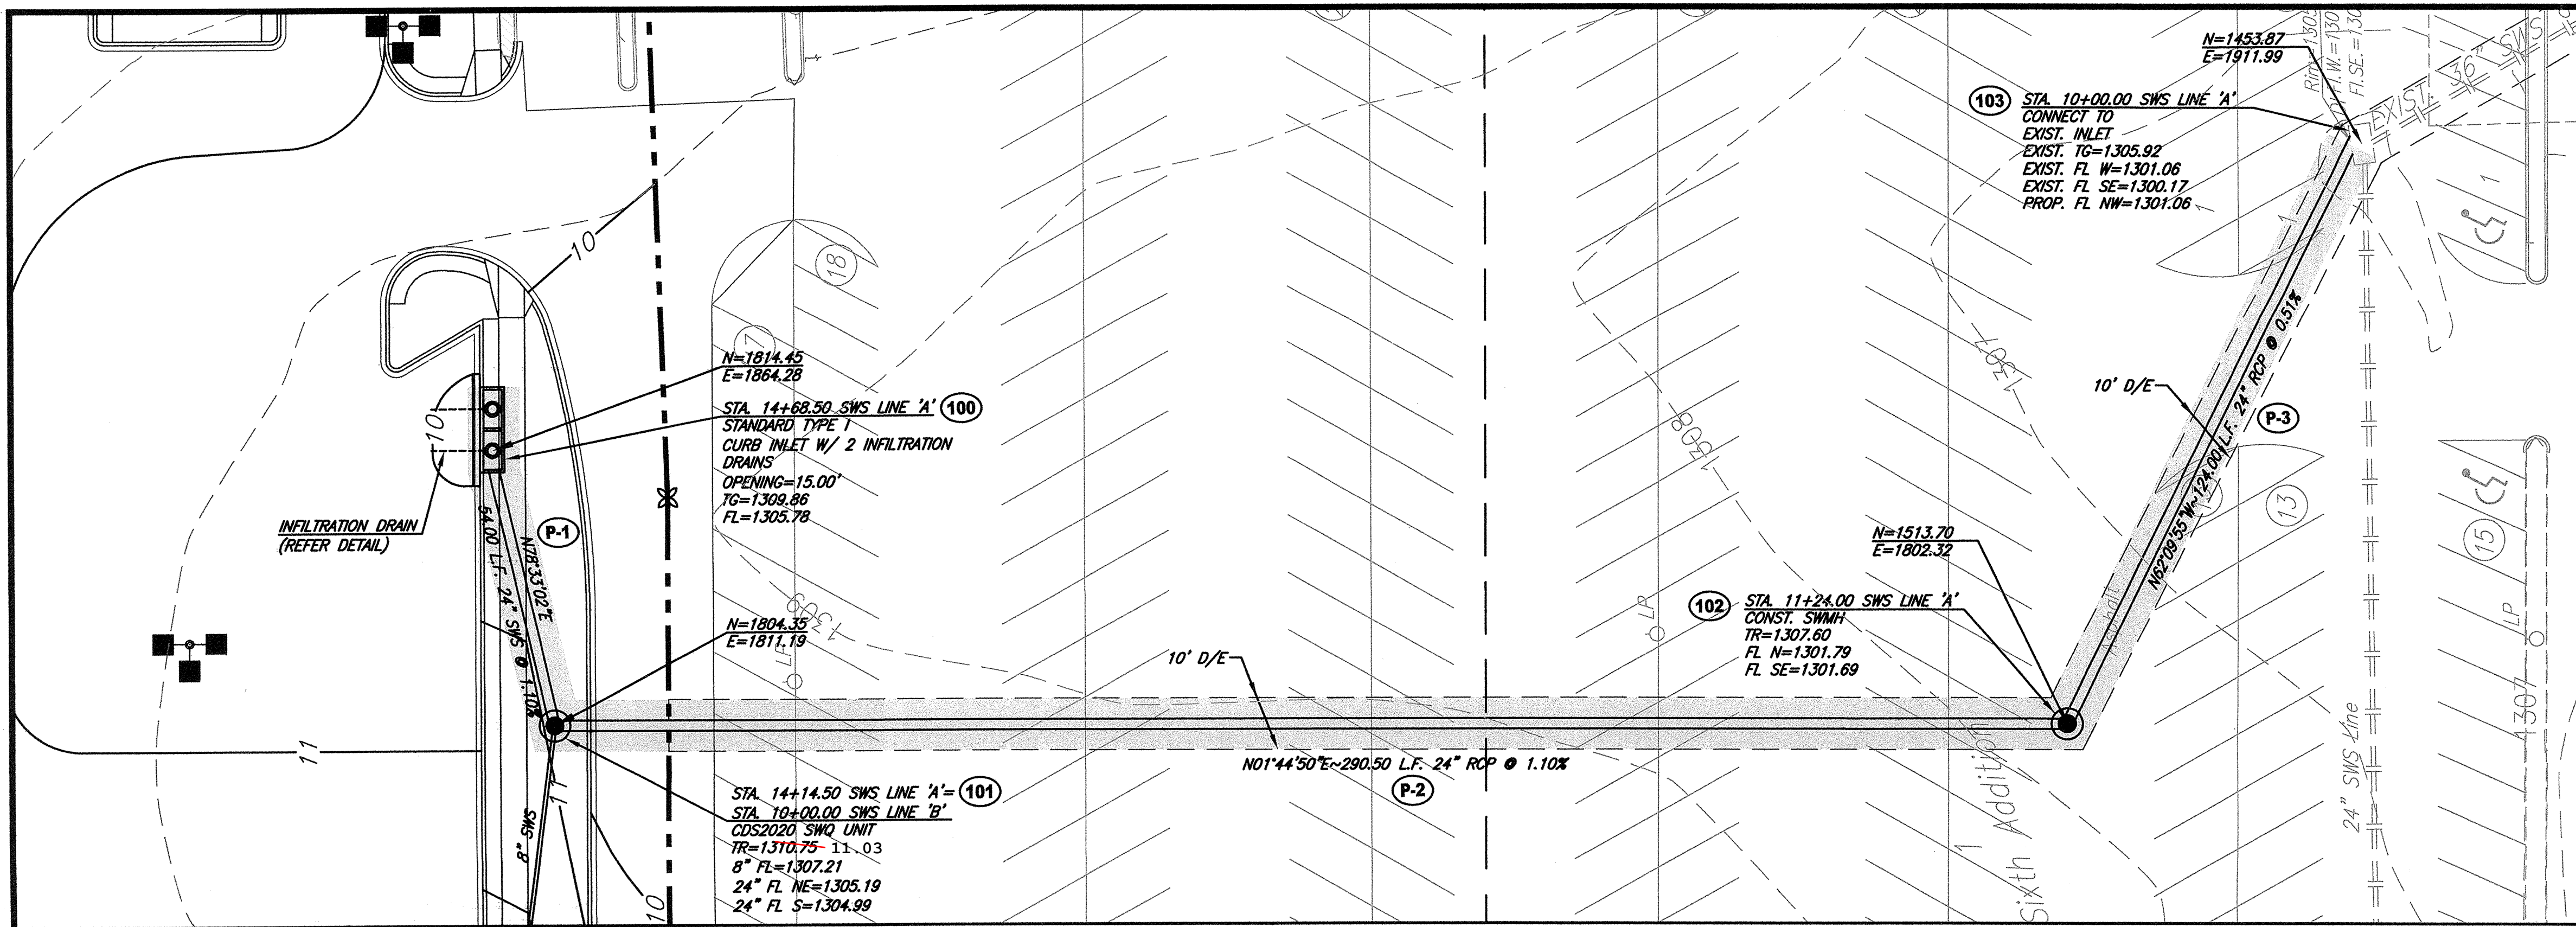 N=1453.87
E=1911.99
103 STA. 10+00.00 SWS LINE 'A'
CONNECT TO
EXIST. INLET
EXIST. TG=1305.92
EXIST. FL W=1301.06
EXIST. FL SE=1300.17
PROP. FL NW=1301.06
EXIST. 36" SWS
1
10
18
17
N=1814.45
E=1864.28
STA. 14+68.50 SWS LINE 'A' 100
STANDARD TYPE I
CURB INLET W/ 2 INFILTRATION
DRAINS
OPENING=15.00'
TG=1309.86
FL=1305.78
10
INFILTRATION DRAIN
(REFER DETAIL)
P-1
N78°33'02"E
54.00 L.F. 24" SWS @ 1.10%
N=1804.35
E=1811.19
1309
LP
10' D/E
N01°44'50"E~290.50 L.F. 24" RCP @ 1.10%
P-2
STA. 14+14.50 SWS LINE 'A'= 101
STA. 10+00.00 SWS LINE 'B'
CDS2020 SWQ UNIT
TR=1310.75 11.03
8" FL=1307.21
24" FL NE=1305.19
24" FL S=1304.99
11
11
SWS 8"
10
1308
LP
1307
N=1513.70
E=1802.32
102 STA. 11+24.00 SWS LINE 'A'
CONST. SWMH
TR=1307.60
FL N=1301.79
FL SE=1301.69
10' D/E
P-3
N62°09'55"W~124.00 L.F. 24" RCP @ 0.51%
13
15
Asphalt
LP
1307
24" SWS Line
Sixth Addition
1